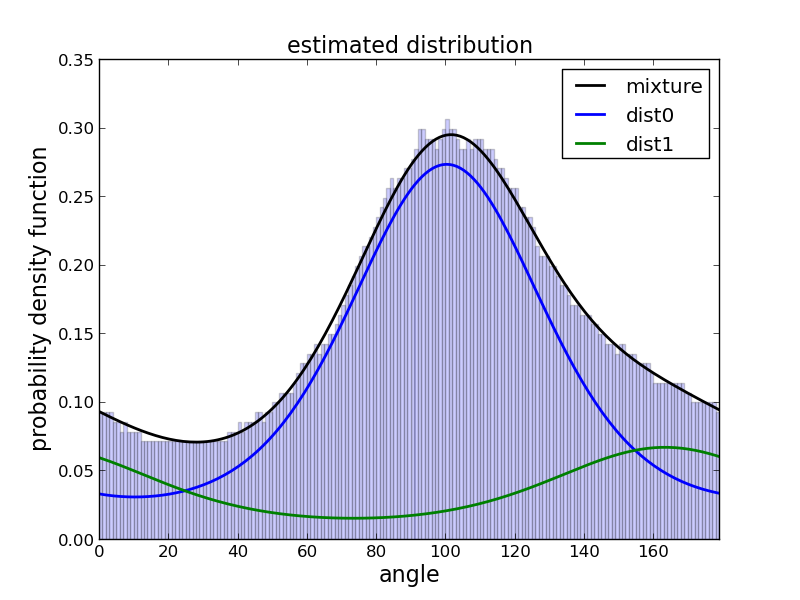 estimated distribution
mixture
dist0
dist1
probability density function
0.35
0.30
0.25
0.20
0.15
0.10
0.05
0.00
0 20 40 60 80 100 120 140 160
angle